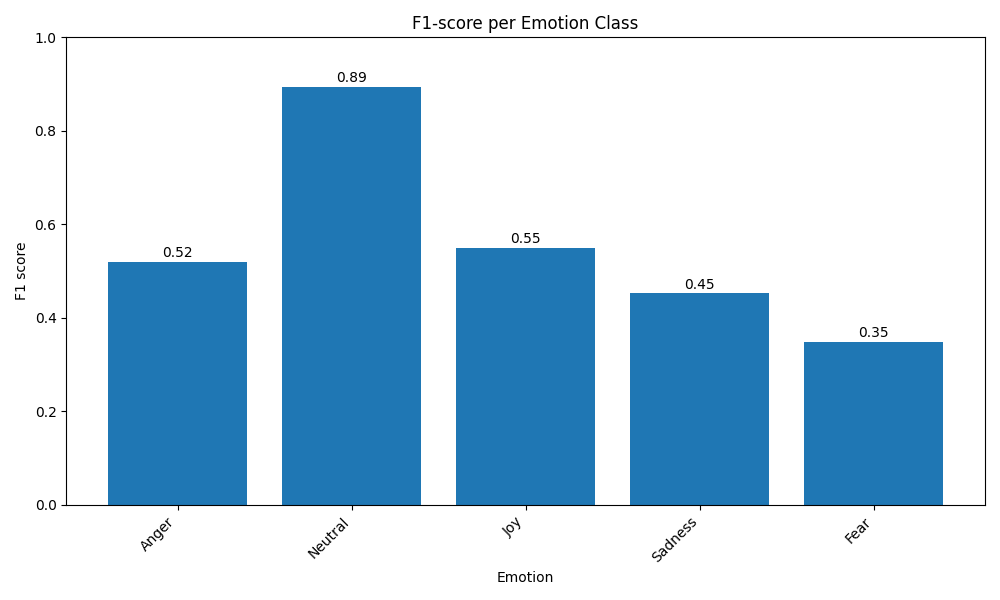 F1-score per Emotion Class
1.0
0.8
0.6
0.4
0.2
0.0
F1 score
0.52
0.89
0.55
0.45
0.35
Anger
Neutral
Joy
Sadness
Fear
Emotion